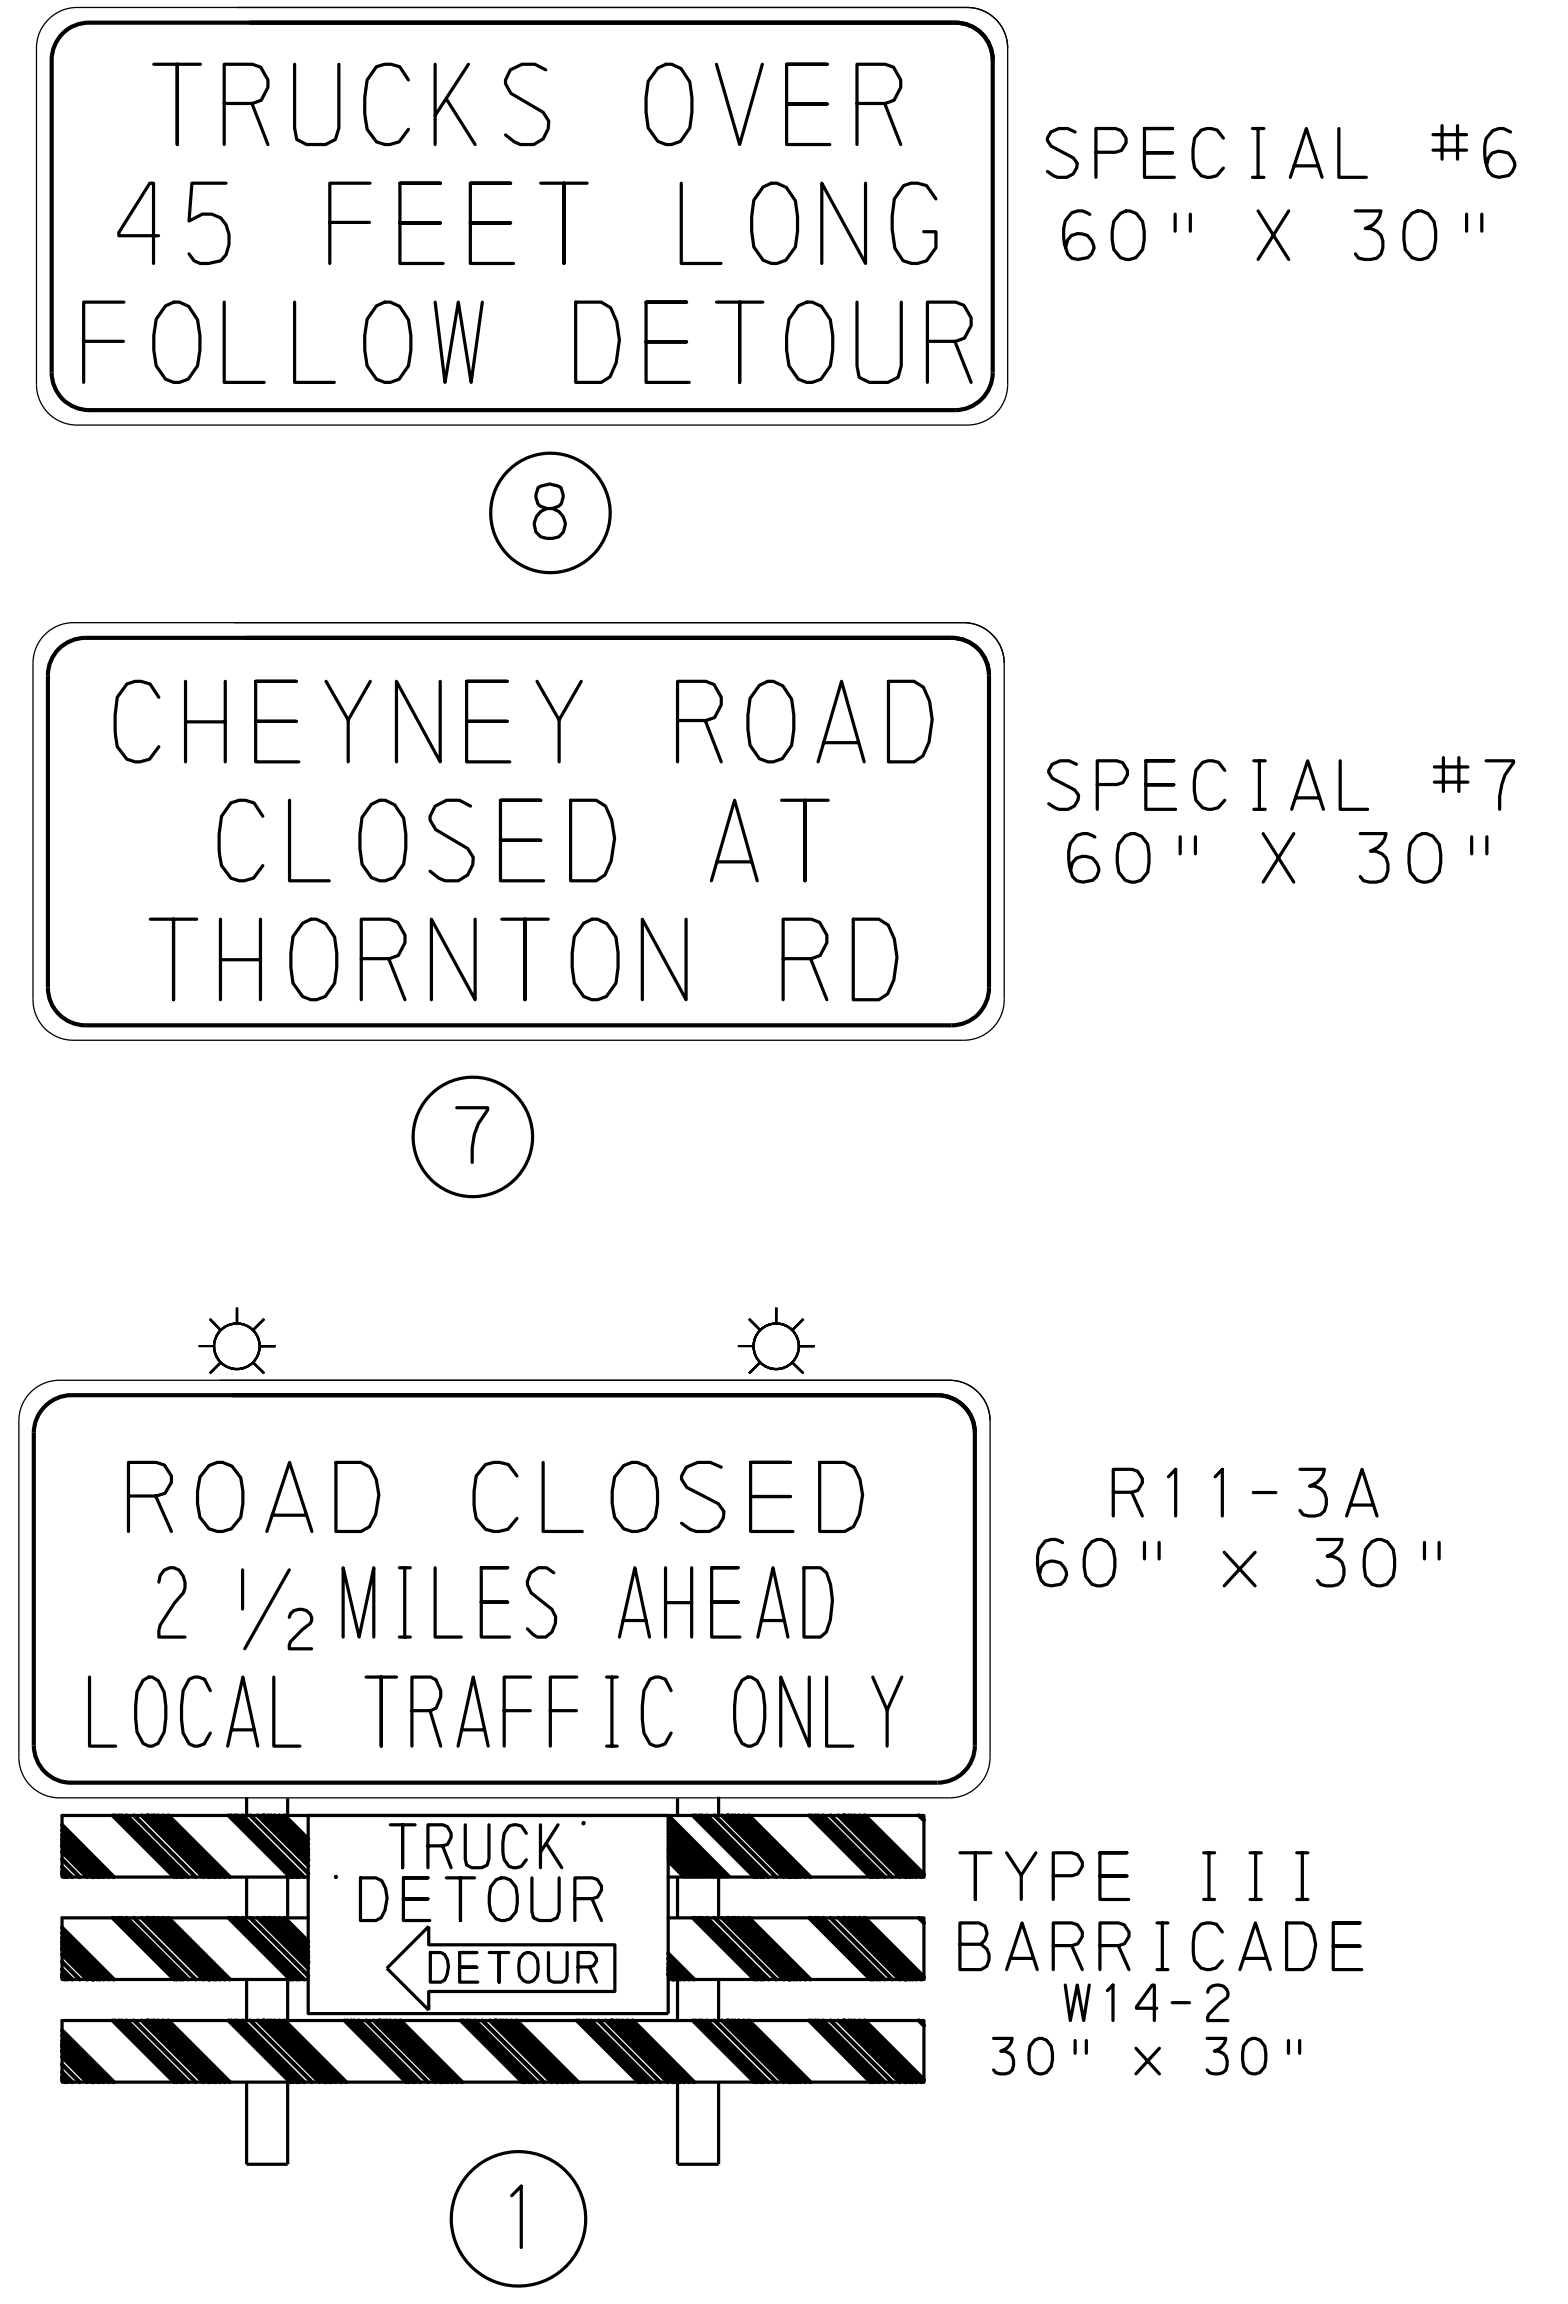 TRUCKS OVER
45 FEET LONG
FOLLOW DETOUR
SPECIAL #6
60" X 30"
8
CHEYNEY ROAD
CLOSED AT
THORNTON RD
SPECIAL #7
60" X 30"
7
ROAD CLOSED
2 1/2 MILES AHEAD
LOCAL TRAFFIC ONLY
R11-3A
60" x 30"
TRUCK
DETOUR
DETOUR
TYPE III
BARRICADE
W14-2
30" x 30"
1